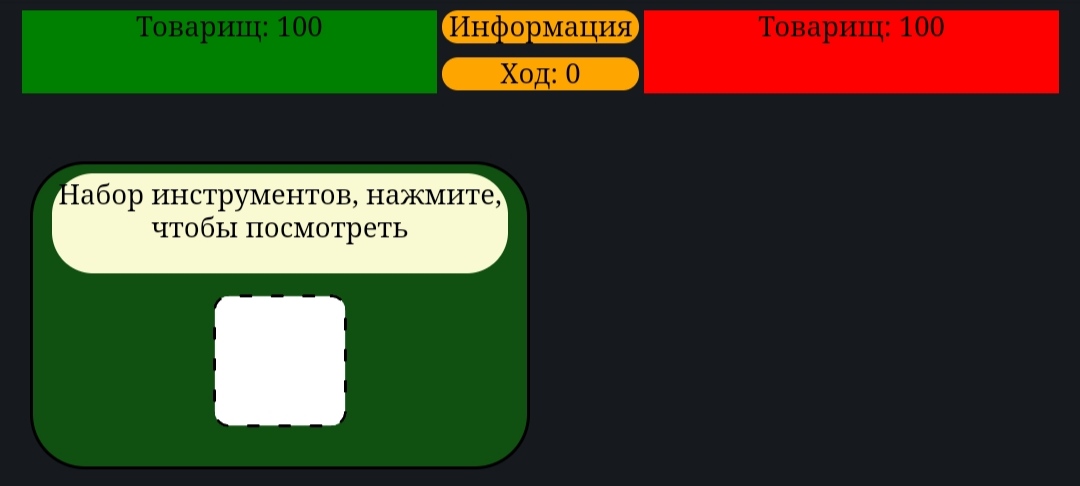 Товарищ: 100
Информация
Ход: 0
Товарищ: 100
Набор инструментов, нажмите,
чтобы посмотреть